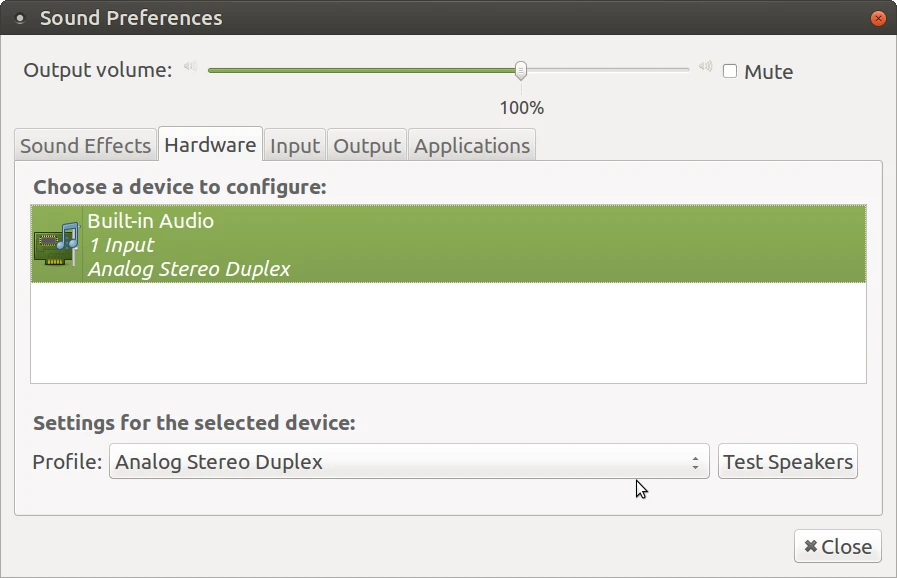 Sound Preferences
Output volume:
Mute
100%
Sound Effects Hardware Input Output Applications
Choose a device to configure:
Built-in Audio
1 Input
Analog Stereo Duplex
Settings for the selected device:
Profile: Analog Stereo Duplex Test Speakers
Close